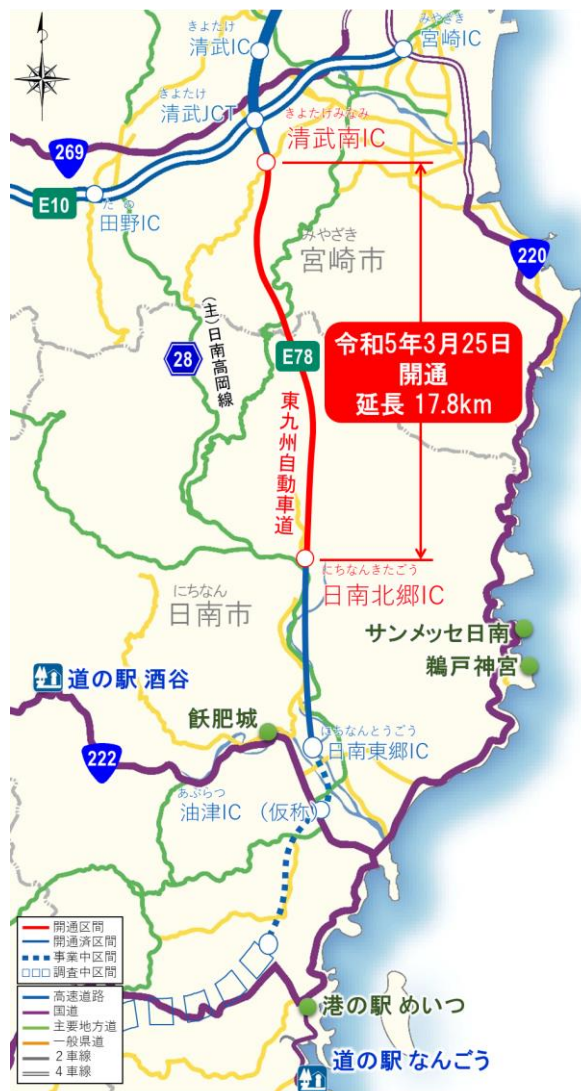 きよたけ
清武IC
みやざき
宮崎IC
きよたけ
清武JCT
きよたけみなみ
清武南IC
269
E10
たの
田野IC
みやざき
宮崎市
220
28
(主)日南高岡線
E78
令和5年3月25日
開通
延長 17.8km
東九州自動車道
にちなんきたごう
日南北郷IC
にちなん
日南市
サンメッセ日南
鵜戸神宮
道の駅 酒谷
飫肥城
にちなんとうごう
日南東郷IC
222
あぶらつ
油津IC (仮称)
開通区間
開通済区間
事業中区間
調査中区間
高速道路
国道
主要地方道
一般県道
2車線
4車線
港の駅 めいつ
道の駅 なんごう